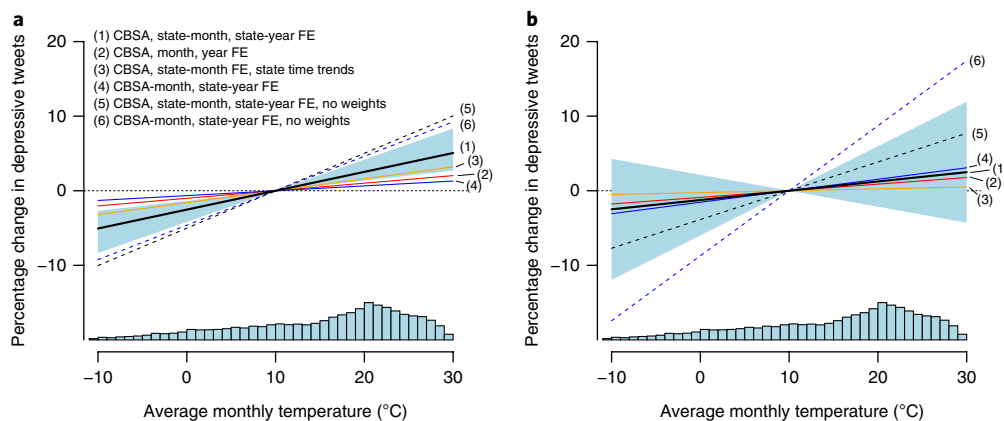 a
Percentage change in depressive tweets
20
10
0
−10
(1) CBSA, state-month, state-year FE
(2) CBSA, month, year FE
(3) CBSA, state-month FE, state time trends
(4) CBSA-month, state-year FE
(5) CBSA, state-month, state-year FE, no weights
(6) CBSA-month, state-year FE, no weights
(5)
(6)
(1)
(3)
(2)
(4)
−10 0 10 20 30
Average monthly temperature (°C)
b
Percentage change in depressive tweets
20
10
0
−10
(6)
(5)
(4)
(1
(2)
(3)
−10 0 10 20 30
Average monthly temperature (°C)